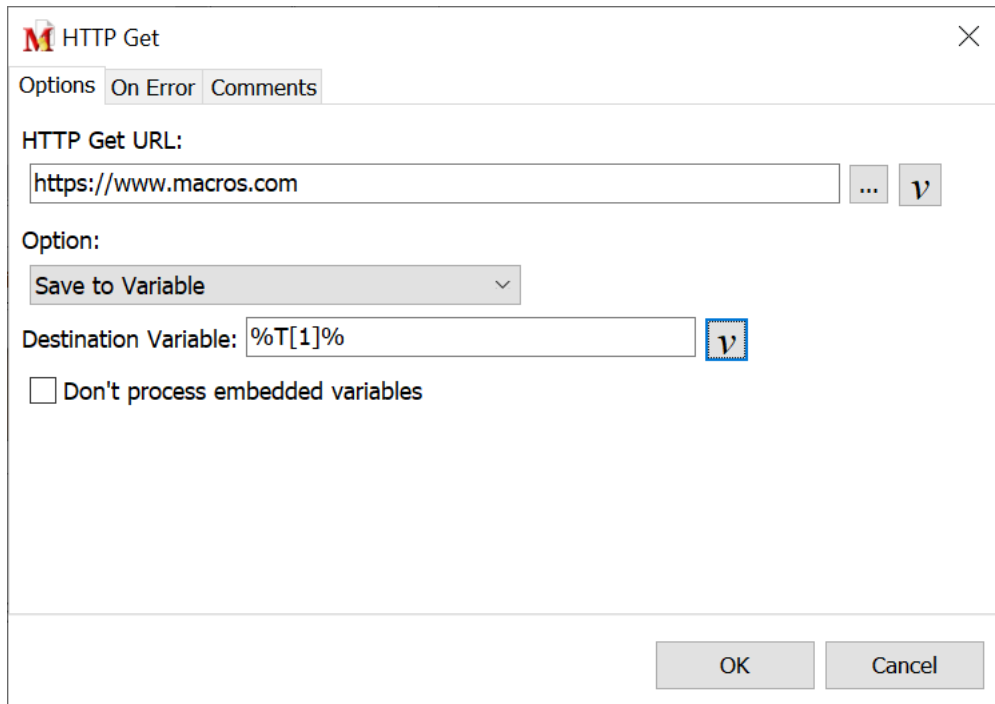 HTTP Get
Options On Error Comments
HTTP Get URL:
https://www.macros.com ... v
Option:
Save to Variable
Destination Variable: %T[1]% v
Don't process embedded variables
OK Cancel